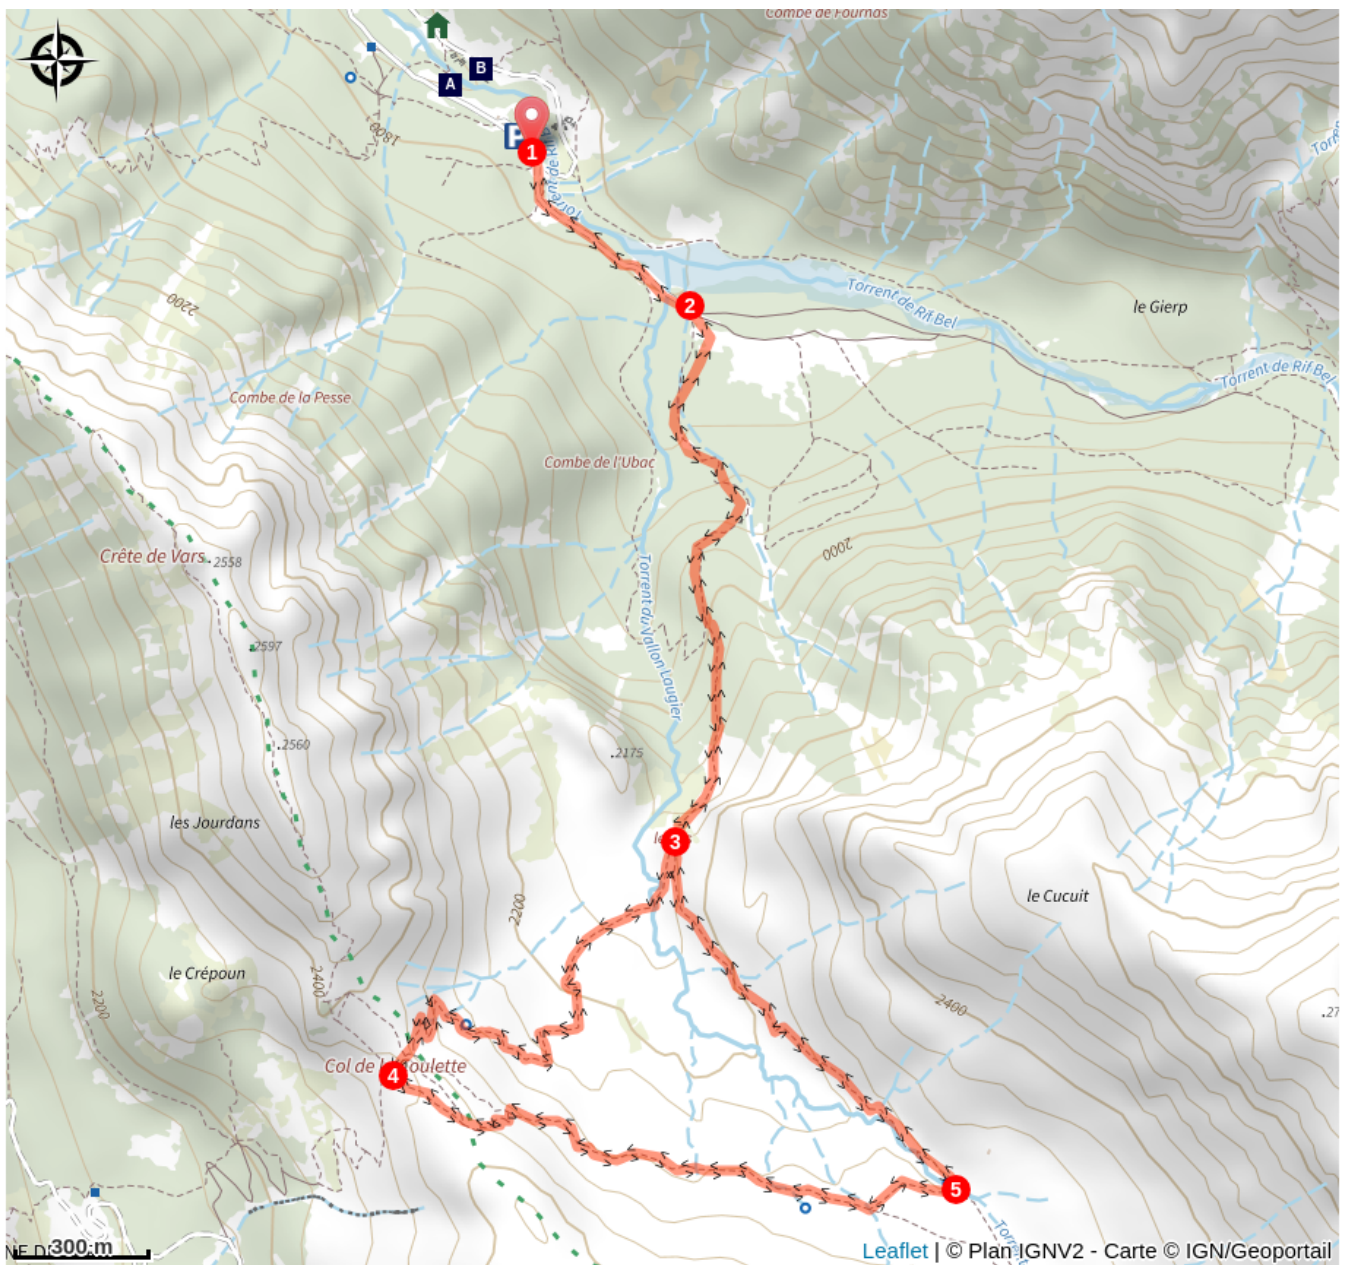 Combe de Fournas
B
A
P
1800
1
Torrent de Rif Bel
2200
2
le Gierp
Torrent de Rif Bel
Combe de la Pesse
Combe de l'Ubac
2000
Crête de Vars
2558
Torrent du Vallon Laugier
2597
2560
2175
les Jourdans
3
2200
le Cucuit
le Crépoun
2400
2200
2400
Col de
oulette
4
5
Torrent
300 m
Leaflet | © Plan IGNV2 - Carte © IGN/Geoportail